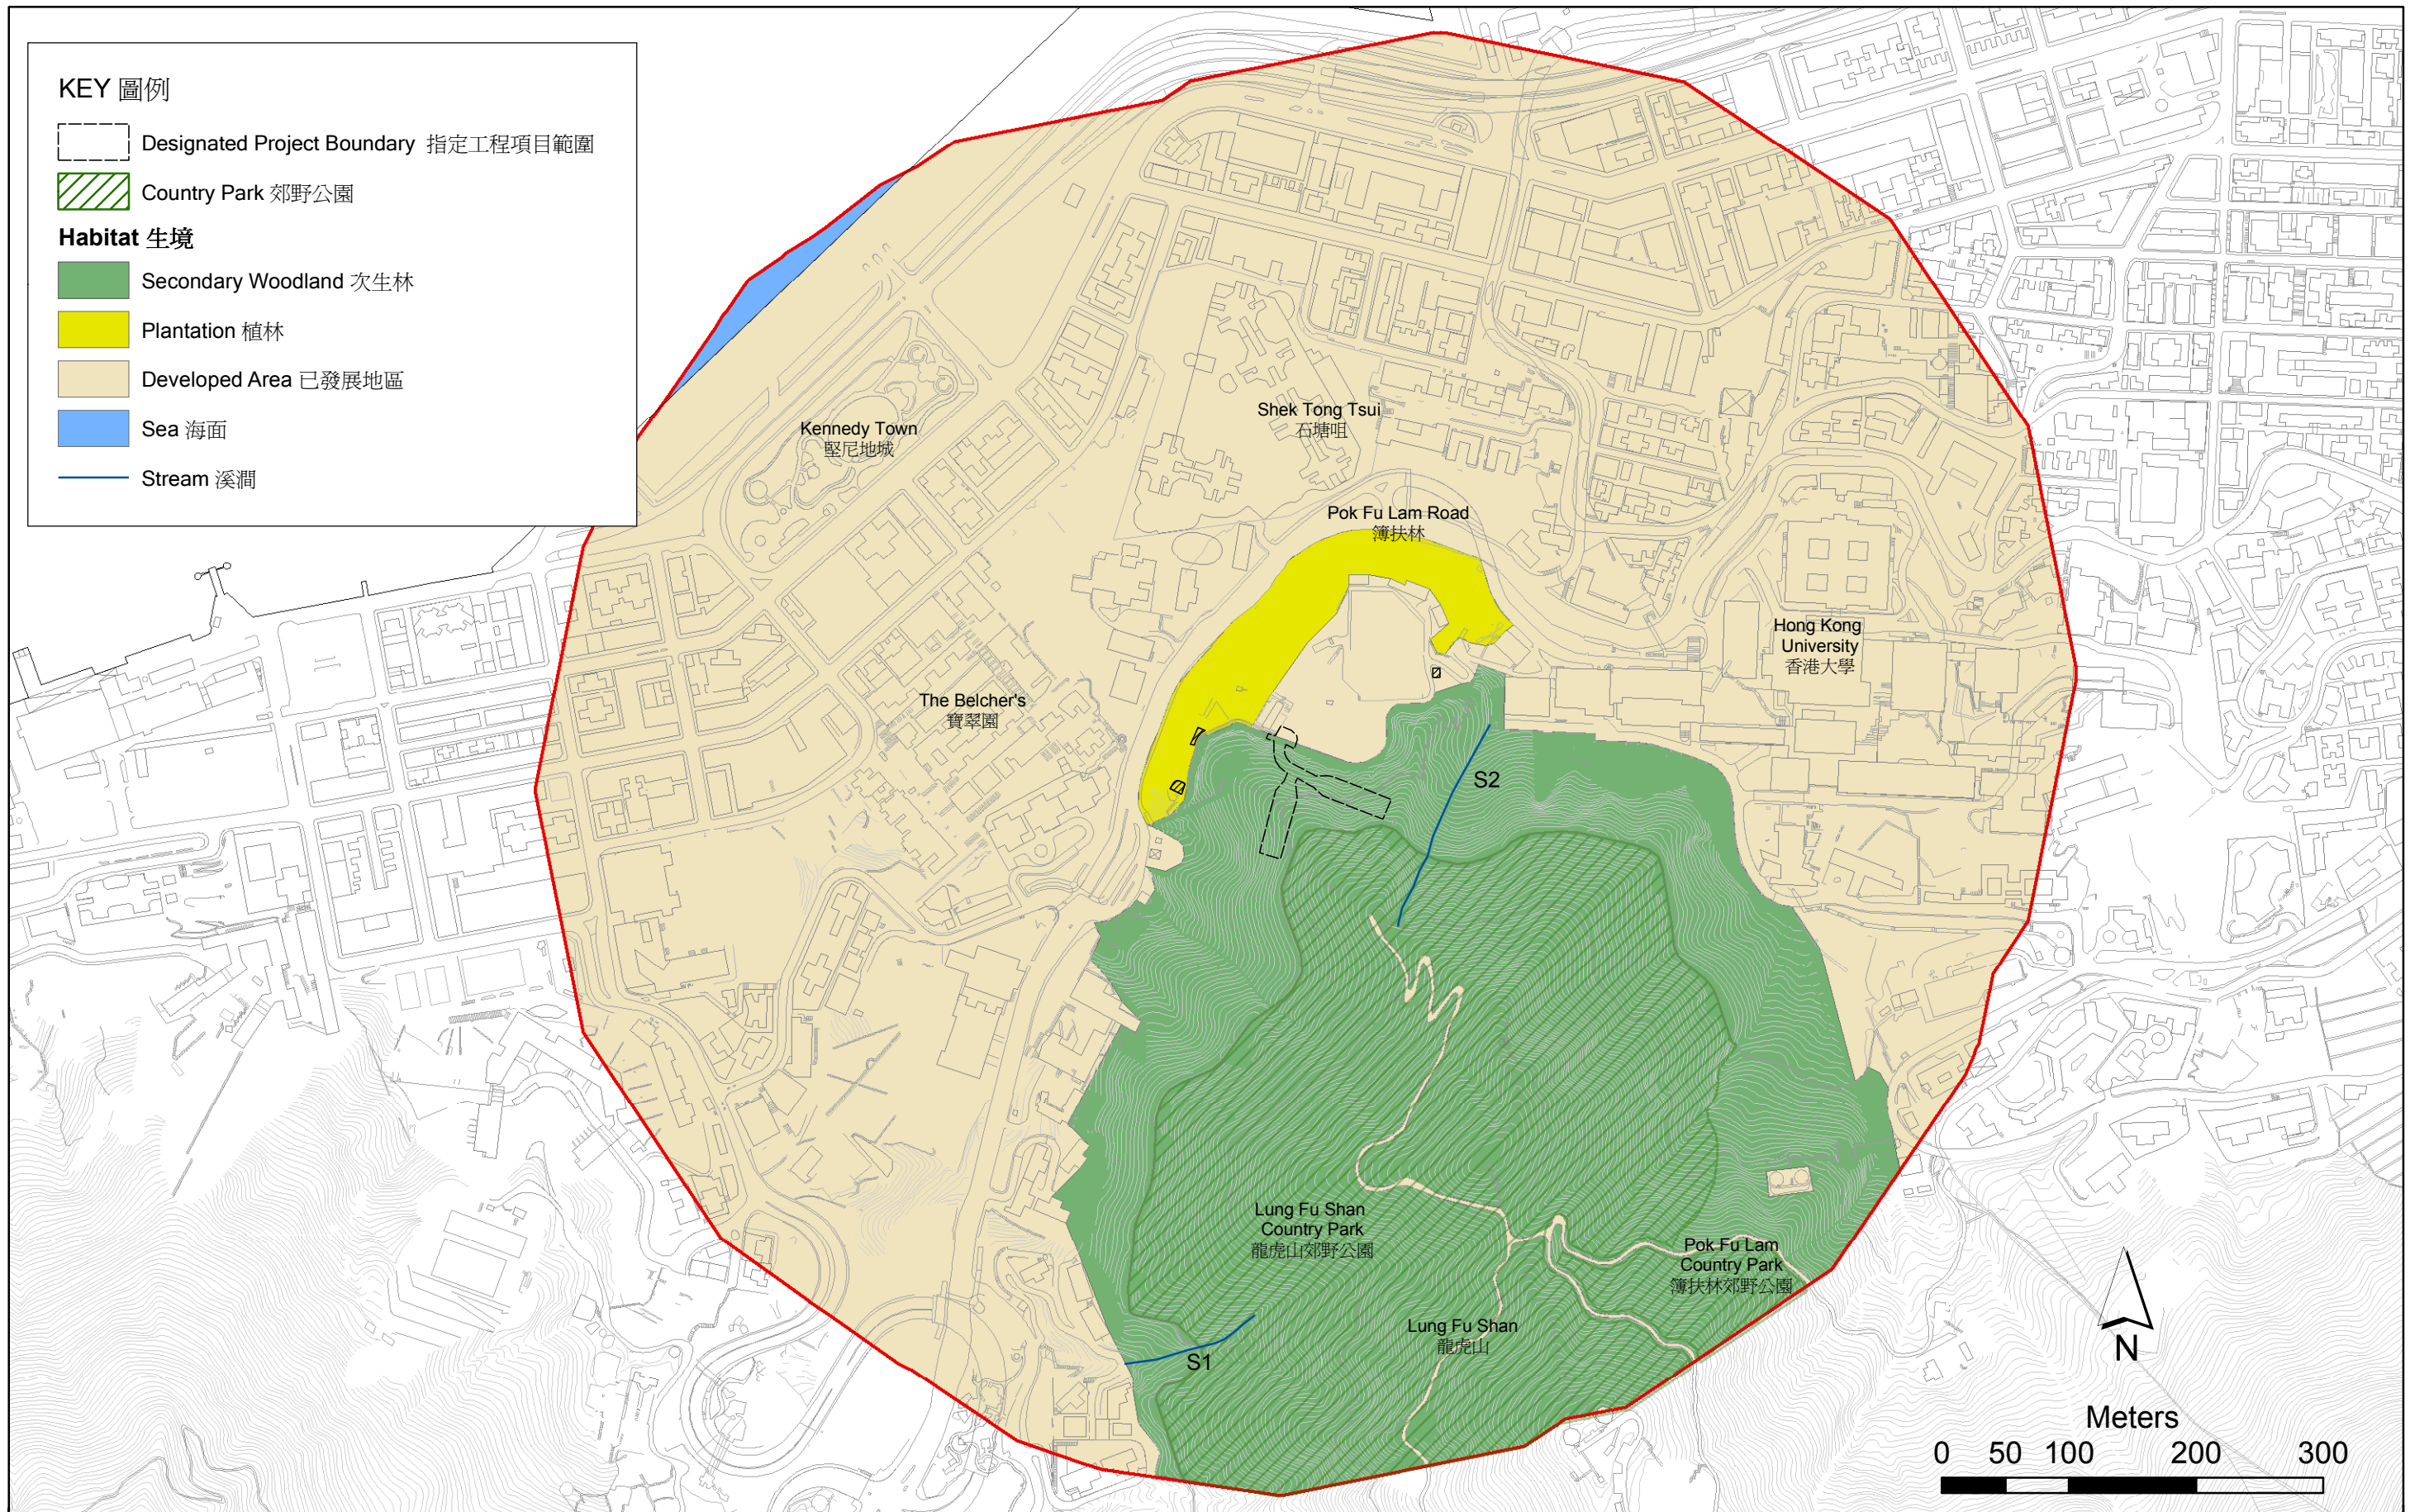 KEY 圖例
Designated Project Boundary 指定工程項目範圍
Country Park 郊野公園
Habitat 生境
Secondary Woodland 次生林
Plantation 植林
Developed Area 已發展地區
Sea 海面
Stream 溪澗
Kennedy Town
堅尼地城
Shek Tong Tsui
石塘咀
Pok Fu Lam Road
薄扶林
Hong Kong
University
香港大學
The Belcher's
寶翠園
S2
Lung Fu Shan
Country Park
龍虎山郊野公園
Pok Fu Lam
Country Park
薄扶林郊野公園
Lung Fu Shan
龍虎山
S1
N
Meters
0 50 100 200 300